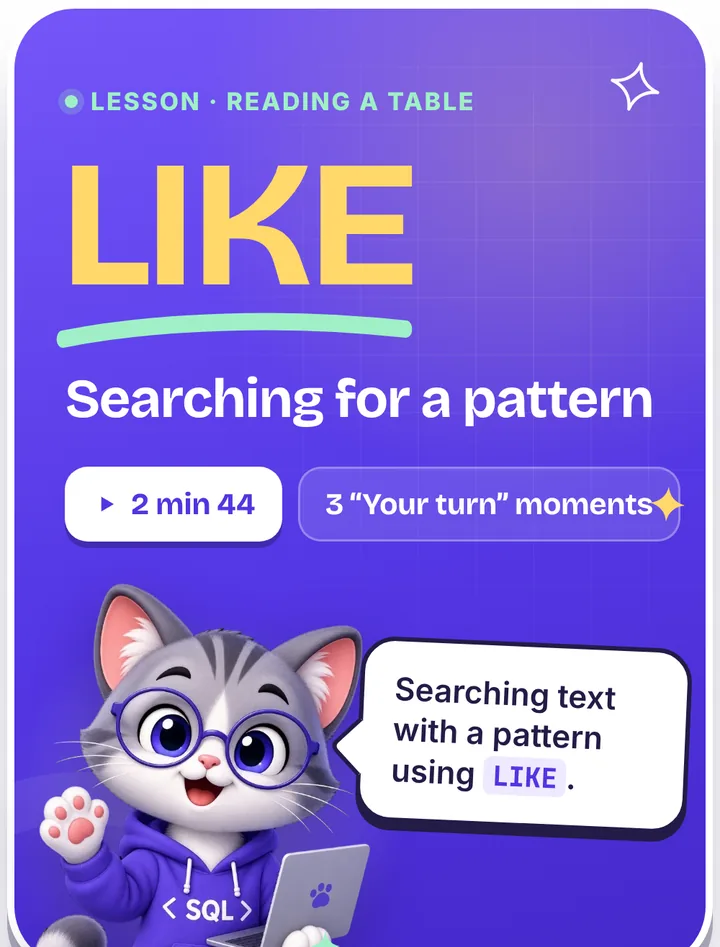 LESSON · READING A TABLE
LIKE
Searching for a pattern
2 min 44
3 “Your turn” moments
Searching text
with a pattern
using LIKE.
< SQL >